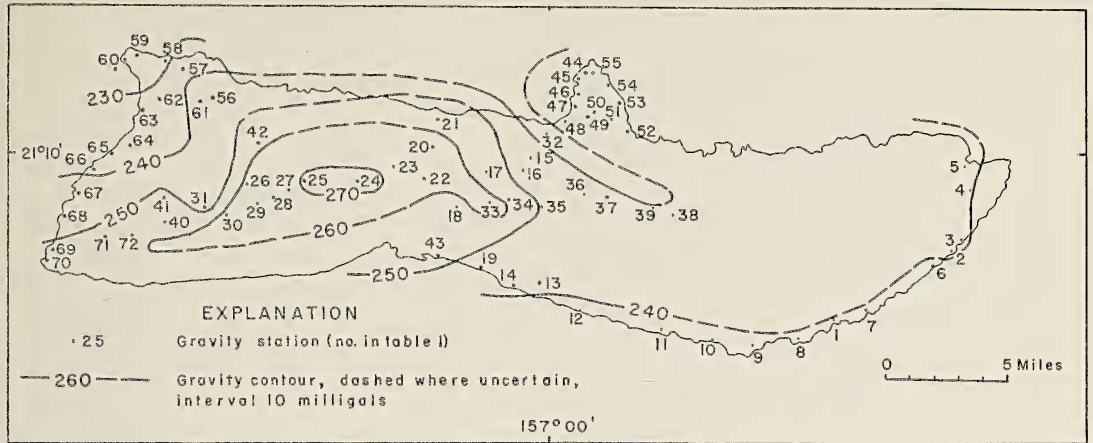 59 58
60 57 44 55
45 54
230 62 56 46 50 51 53
61 47
63 48 49 52
21°10' 64 42 21 32
65 20 15
66 240 23 17 16 5
26 27 25 24 22 36 4
67 31 270 37
250 41 29 28 34
68 40 30 260 18 33 35 39 38
71 72 3
69 43 2
70 19 6
250 14 13
EXPLANATION 240
·25 Gravity station (no. in table 1) 12 1 7
11 10 9 8
0 5 Miles
260 Gravity contour, dashed where uncertain,
interval 10 milligals
157°00'